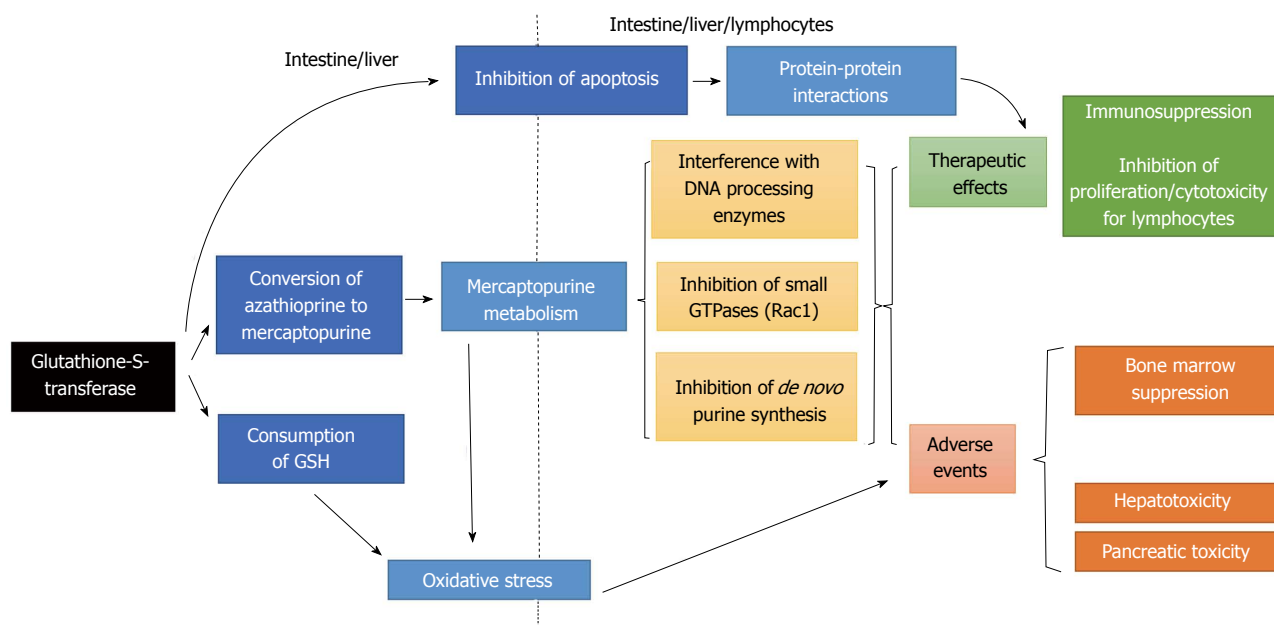 Intestine/liver/lymphocytes
Intestine/liver
Inhibition of apoptosis
Protein-protein
interactions
Immunosuppression
Inhibition of
proliferation/cytotoxicity
for lymphocytes
Therapeutic
effects
Interference with
DNA processing
enzymes
Conversion of
azathioprine to
mercaptopurine
Mercaptopurine
metabolism
Inhibition of small
GTPases (Rac1)
Glutathione-S-
transferase
Inhibition of de novo
purine synthesis
Bone marrow
suppression
Consumption
of GSH
Adverse
events
Hepatotoxicity
Pancreatic toxicity
Oxidative stress